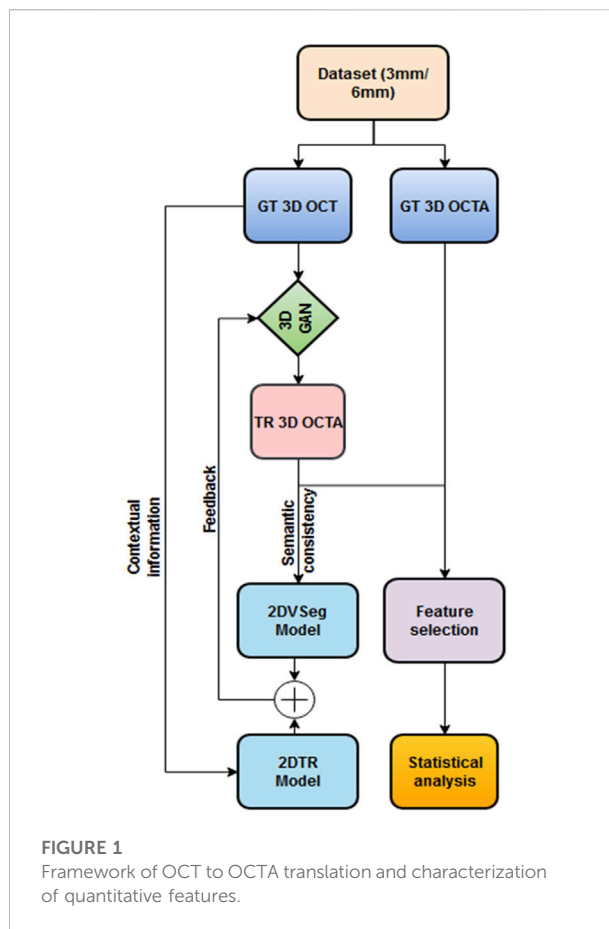 Dataset (3mm/
6mm)
GT 3D OCT
GT 3D OCTA
3D
GAN
TR 3D OCTA
Contextual
information
Feedback
Semantic
consistency
2DVSeg
Model
Feature
selection
2DTR
Model
Statistical
analysis
FIGURE 1
Framework of OCT to OCTA translation and characterization
of quantitative features.